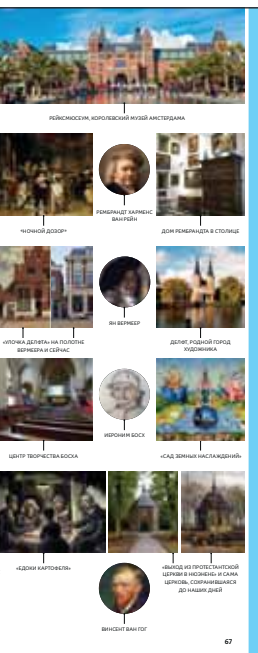 РЕЙКСМЮСЕУМ, КОРОЛЕВСКИЙ МУЗЕЙ АМСТЕРДАМА
«НОЧНОЙ ДОЗОР»
РЕМБРАНДТ ХАРМЕНС
ВАН РЕЙН
ДОМ РЕМБРАНДТА В СТОЛИЦЕ
«УЛОЧКА ДЕЛФТА» НА ПОЛОТНЕ
ВЕРМЕЕРА И СЕЙЧАС
ЯН ВЕРМЕЕР
ДЕЛФТ, РОДНОЙ ГОРОД
ХУДОЖНИКА
ЦЕНТР ТВОРЧЕСТВА БОСХА
ИЕРОНИМ БОСХ
«САД ЗЕМНЫХ НАСЛАЖДЕНИЙ»
«ЕДОКИ КАРТОФЕЛЯ»
«ВЫХОД ИЗ ПРОТЕСТАНТСКОЙ
ЦЕРКВИ В НЮЭНЕНЕ» И САМА
ЦЕРКОВЬ, СОХРАНИВШАЯСЯ
ДО НАШИХ ДНЕЙ
ВИНСЕНТ ВАН ГОГ
67